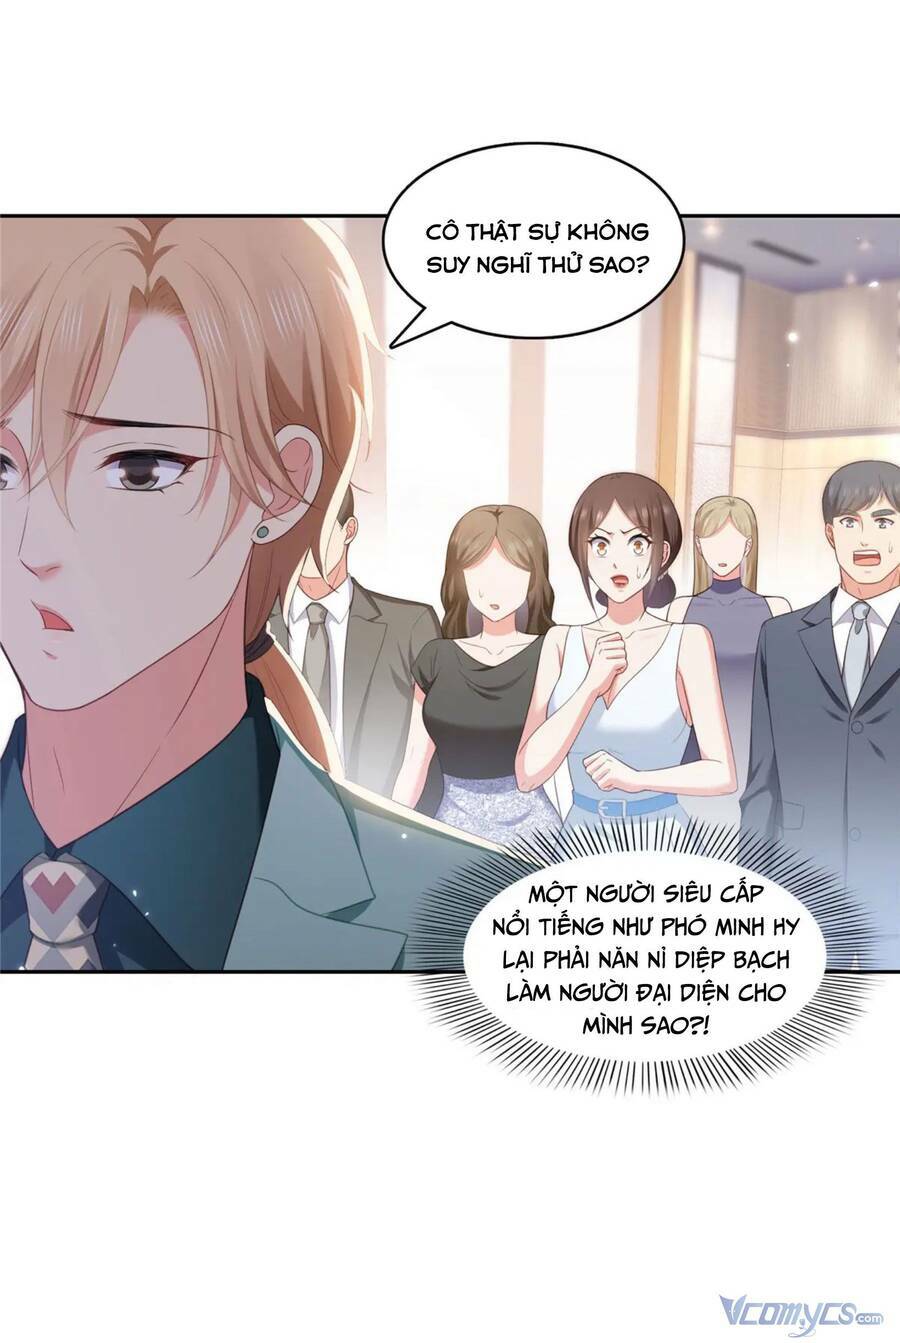 CÔ THẬT SỰ KHÔNG
SUY NGHĨ THỬ SAO?
MỘT NGƯỜI SIÊU CẤP
NỔI TIẾNG NHƯ PHÓ MINH HY
LẠI PHẢI NĂN NỈ DIỆP BẠCH
LÀM NGƯỜI ĐẠI DIỆN CHO
MÌNH SAO?!
Vcomycs.com